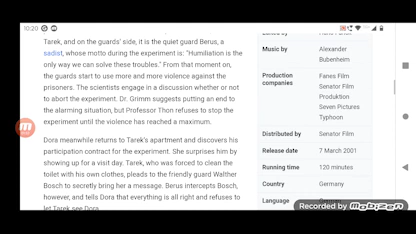 10:20
Tarek, and on the guards' side, it is the quiet guard Berus, a
sadist, whose motto during the experiment is: "Humiliation is the
only way we can solve these troubles." From that moment on,
the guards start to use more and more violence against the
prisoners. The scientists engage in a discussion whether or not
to abort the experiment. Dr. Grimm suggests putting an end to
the alarming situation, but Professor Thon refuses to stop the
experiment until the violence has reached a maximum.
Dora meanwhile returns to Tarek's apartment and discovers his
participation contract for the experiment. She surprises him by
showing up for a visit day. Tarek, who was forced to clean the
toilet with his own clothes, pleads to the friendly guard Walther
Bosch to secretly bring her a message. Berus intercepts Bosch,
however, and tells Dora that everything is all right and refuses to
let Tarek see Dora
Music by Alexander
Bubenheim
Production Fanes Film
companies Senator Film
Produktion
Seven Pictures
Typhoon
Distributed by Senator Film
Release date 7 March 2001
Running time 120 minutes
Country Germany
Language
Recorded by Mobizen